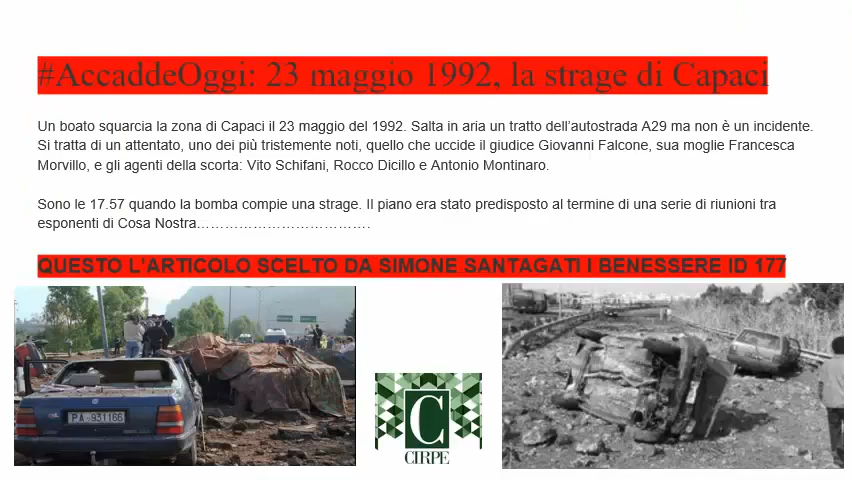 #AccaddeOggi: 23 maggio 1992, la strage di Capaci
Un boato squarcia la zona di Capaci il 23 maggio del 1992. Salta in aria un tratto dell'autostrada A29 ma non è un incidente.
Si tratta di un attentato, uno dei più tristemente noti, quello che uccide il giudice Giovanni Falcone, sua moglie Francesca
Morvillo, e gli agenti della scorta: Vito Schifani, Rocco Dicillo e Antonio Montinaro.
Sono le 17.57 quando la bomba compie una strage. Il piano era stato predisposto al termine di una serie di riunioni tra
esponenti di Cosa Nostra…………………………….
QUESTO L'ARTICOLO SCELTO DA SIMONE SANTAGATI I BENESSERE ID 177
PA 931166
C
CIRPE